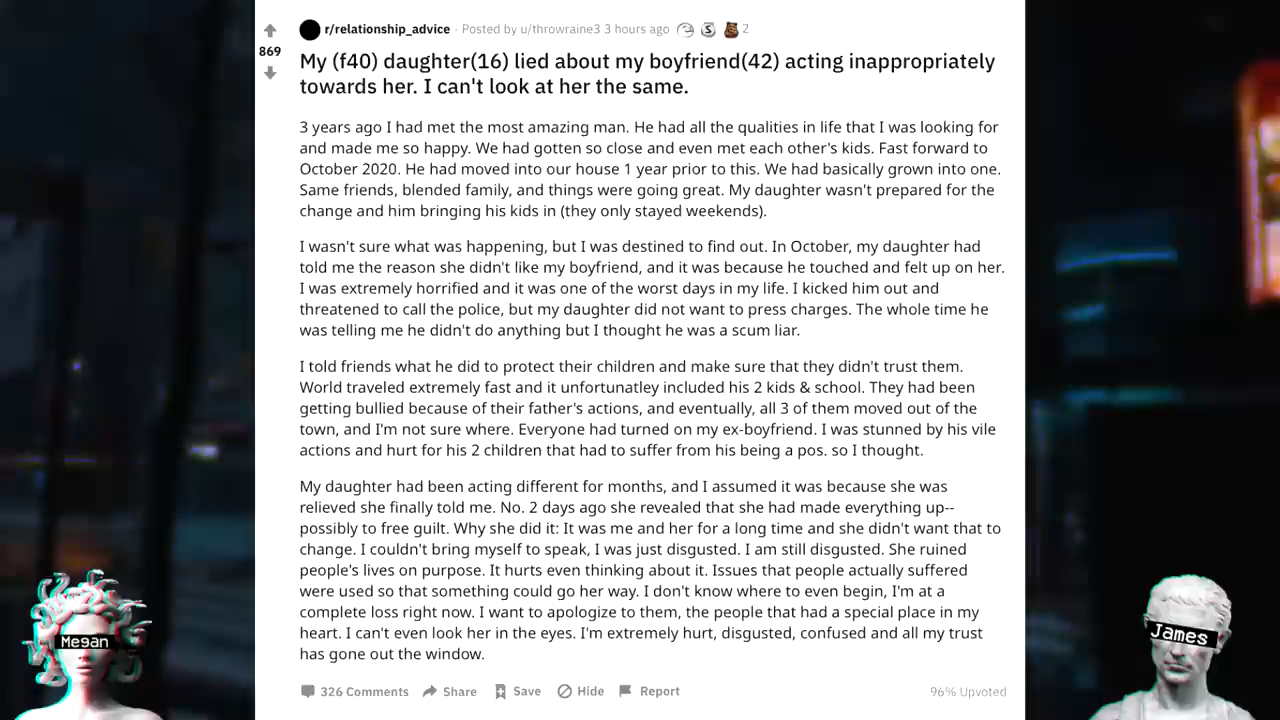 r/relationship_advice · Posted by u/throwraine3 3 hours ago 2
869
My (f40) daughter(16) lied about my boyfriend(42) acting inappropriately
towards her. I can't look at her the same.
3 years ago I had met the most amazing man. He had all the qualities in life that I was looking for
and made me so happy. We had gotten so close and even met each other's kids. Fast forward to
October 2020. He had moved into our house 1 year prior to this. We had basically grown into one.
Same friends, blended family, and things were going great. My daughter wasn't prepared for the
change and him bringing his kids in (they only stayed weekends).
I wasn't sure what was happening, but I was destined to find out. In October, my daughter had
told me the reason she didn't like my boyfriend, and it was because he touched and felt up on her.
I was extremely horrified and it was one of the worst days in my life. I kicked him out and
threatened to call the police, but my daughter did not want to press charges. The whole time he
was telling me he didn't do anything but I thought he was a scum liar.
I told friends what he did to protect their children and make sure that they didn't trust them.
World traveled extremely fast and it unfortunatley included his 2 kids & school. They had been
getting bullied because of their father's actions, and eventually, all 3 of them moved out of the
town, and I'm not sure where. Everyone had turned on my ex-boyfriend. I was stunned by his vile
actions and hurt for his 2 children that had to suffer from his being a pos. so I thought.
My daughter had been acting different for months, and I assumed it was because she was
relieved she finally told me. No. 2 days ago she revealed that she had made everything up--
possibly to free guilt. Why she did it: It was me and her for a long time and she didn't want that to
change. I couldn't bring myself to speak, I was just disgusted. I am still disgusted. She ruined
people's lives on purpose. It hurts even thinking about it. Issues that people actually suffered
were used so that something could go her way. I don't know where to even begin, I'm at a
complete loss right now. I want to apologize to them, the people that had a special place in my
heart. I can't even look her in the eyes. I'm extremely hurt, disgusted, confused and all my trust
has gone out the window.
326 Comments Share Save Hide Report 96% Upvoted
Megan
James